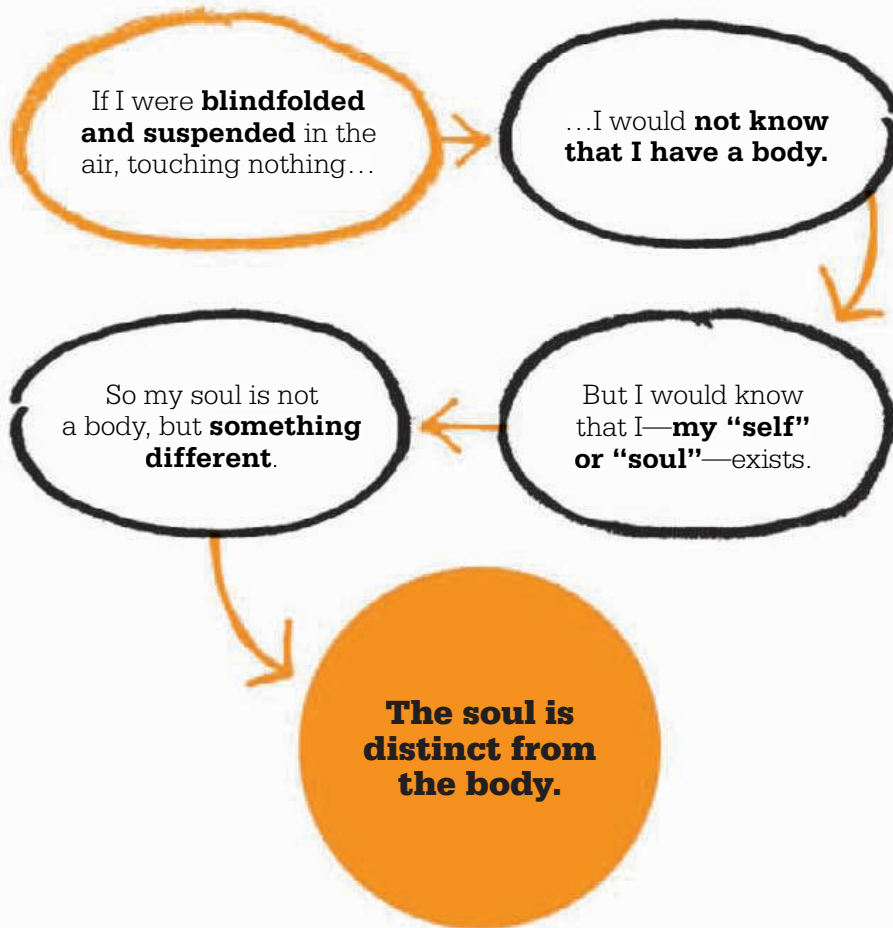 If I were blindfolded
and suspended in the
air, touching nothing…
…I would not know
that I have a body.
But I would know
that I—my “self”
or “soul”—exists.
So my soul is not
a body, but something
different.
The soul is
distinct from
the body.